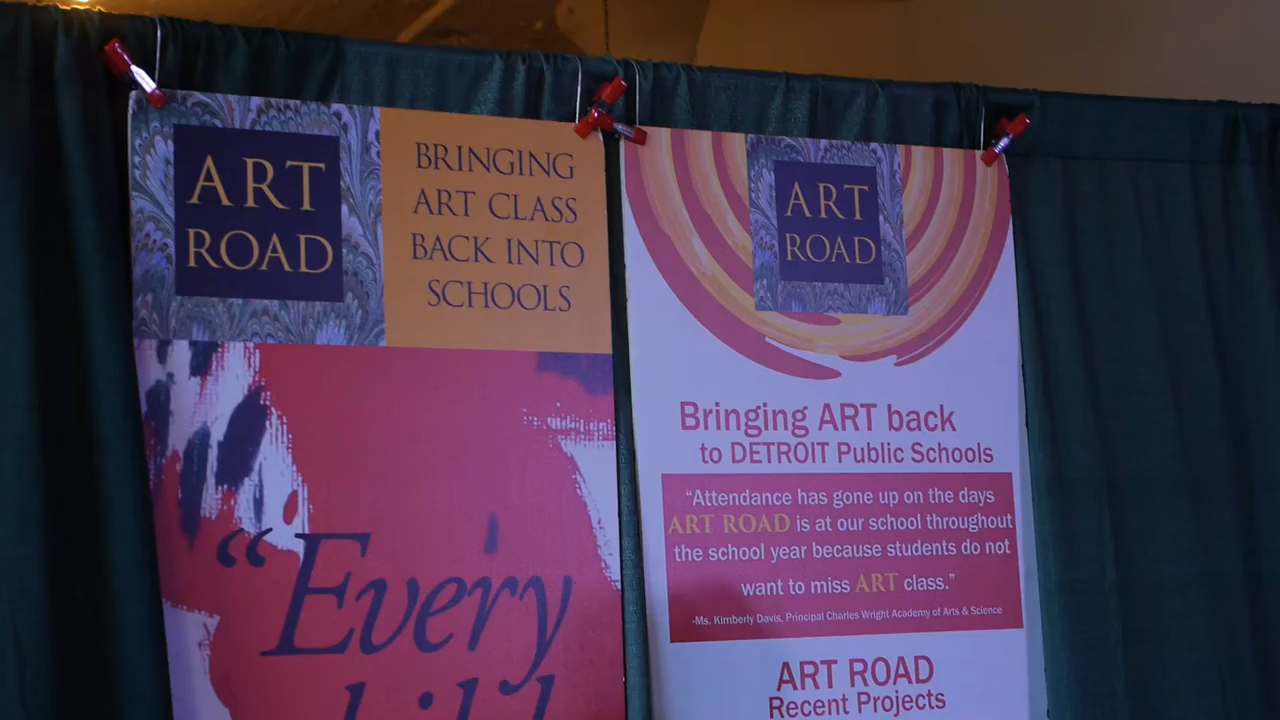 ART
ROAD
BRINGING
ART CLASS
BACK INTO
SCHOOLS
“Every
ART
ROAD
Bringing ART back
to DETROIT Public Schools
“Attendance has gone up on the days
ART ROAD is at our school throughout
the school year because students do not
want to miss ART class.”
-Ms. Kimberly Davis, Principal Charles Wright Academy of Arts & Science
ART ROAD
Recent Projects